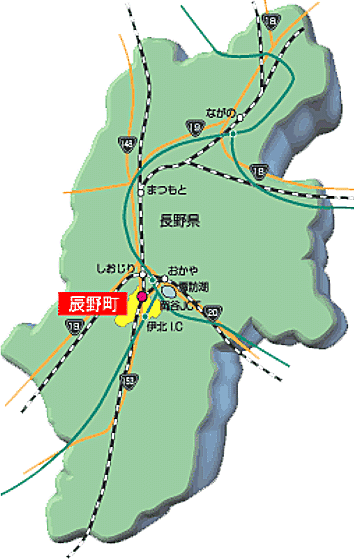 18
ながの
19
148
18
まつもと
長野県
しおじり
おかや
諏訪湖
辰野町
岡谷JCT
20
19
伊北 I.C
153